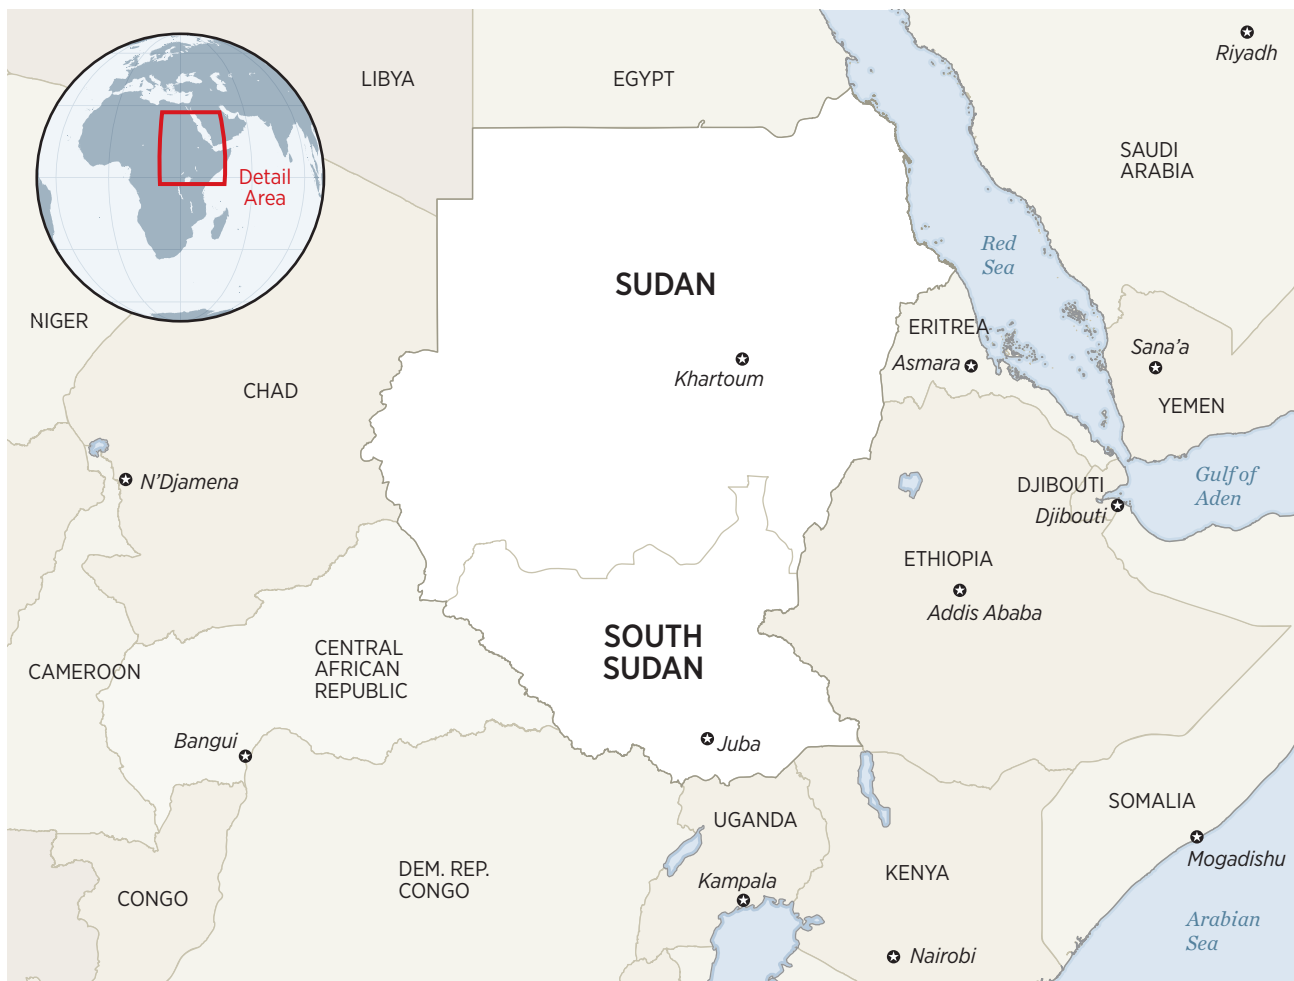 Riyadh
LIBYA
EGYPT
SAUDI
ARABIA
Detail
Area
Red
Sea
SUDAN
NIGER
ERITREA
Sana’a
Khartoum
Asmara
CHAD
YEMEN
N’Djamena
Gulf of
Aden
DJIBOUTI
Djibouti
ETHIOPIA
Addis Ababa
SOUTH
SUDAN
CENTRAL
AFRICAN
REPUBLIC
CAMEROON
Bangui
Juba
SOMALIA
UGANDA
Mogadishu
DEM. REP.
CONGO
KENYA
Kampala
CONGO
Arabian
Sea
Nairobi